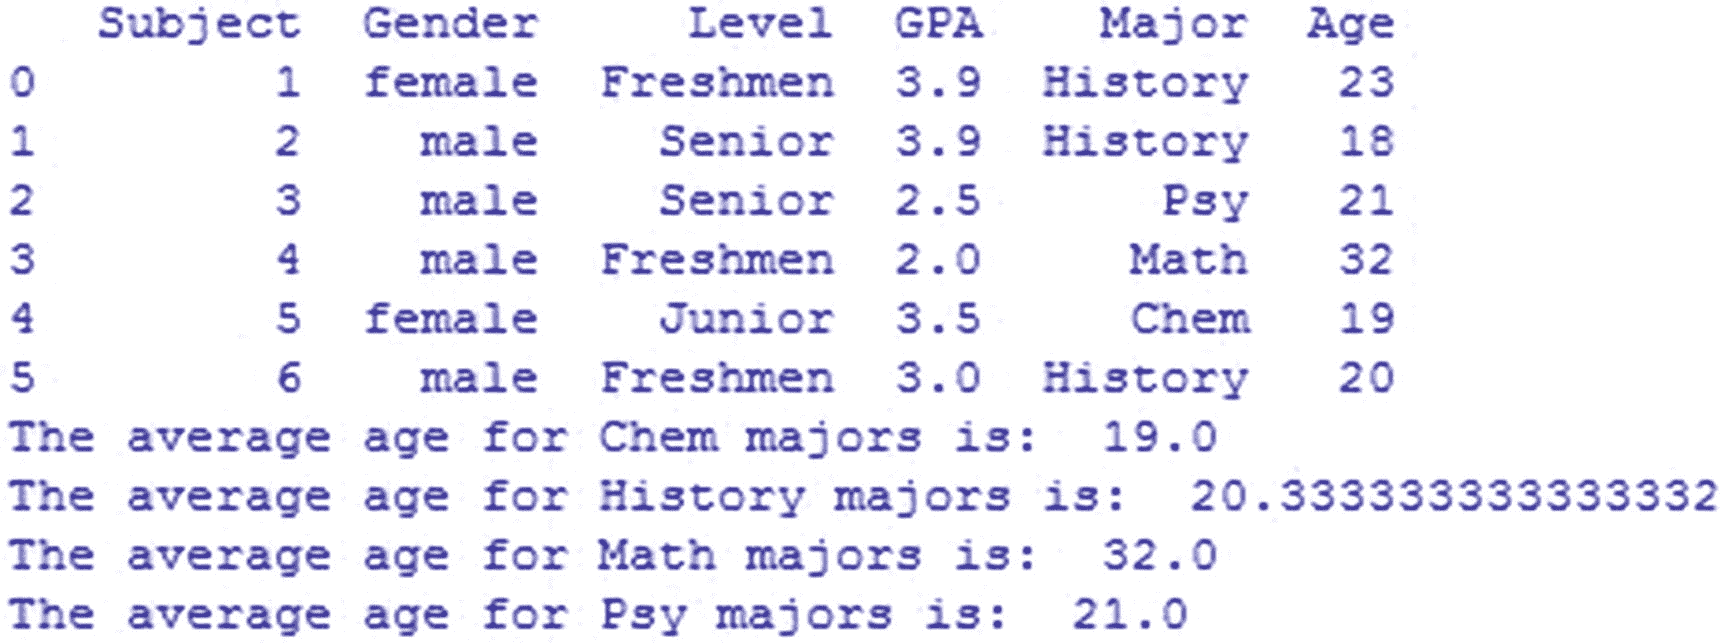 Subject Gender Level GPA Major Age
0 1 female Freshmen 3.9 History 23
1 2 male Senior 3.9 History 18
2 3 male Senior 2.5 Psy 21
3 4 male Freshmen 2.0 Math 32
4 5 female Junior 3.5 Chem 19
5 6 male Freshmen 3.0 History 20
The average age for Chem majors is: 19.0
The average age for History majors is: 20.333333333333332
The average age for Math majors is: 32.0
The average age for Psy majors is: 21.0